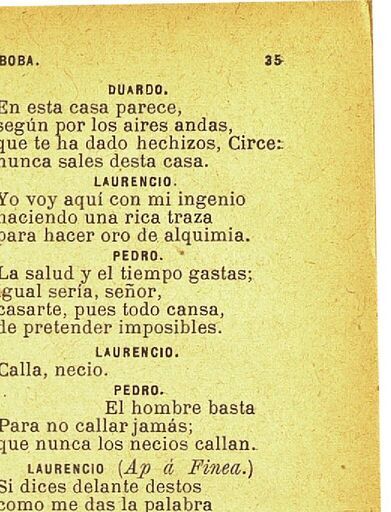 BOBA. 35
DUARDO.
En esta casa parece,
según por los aires andas,
que te ha dado hechizos, Circe:
nunca sales desta casa.
LAURENCIO.
Yo voy aquí con mi ingenio
haciendo una rica traza
para hacer oro de alquimia.
PEDRO.
La salud y el tiempo gastas;
igual sería, señor,
casarte, pues todo cansa,
de pretender imposibles.
LAURENCIO.
Calla, necio.
PEDRO.
El hombre basta
Para no callar jamás;
que nunca los necios callan.
LAURENCIO (Ap á Finea.)
Si dices delante destos
como me das la palabra